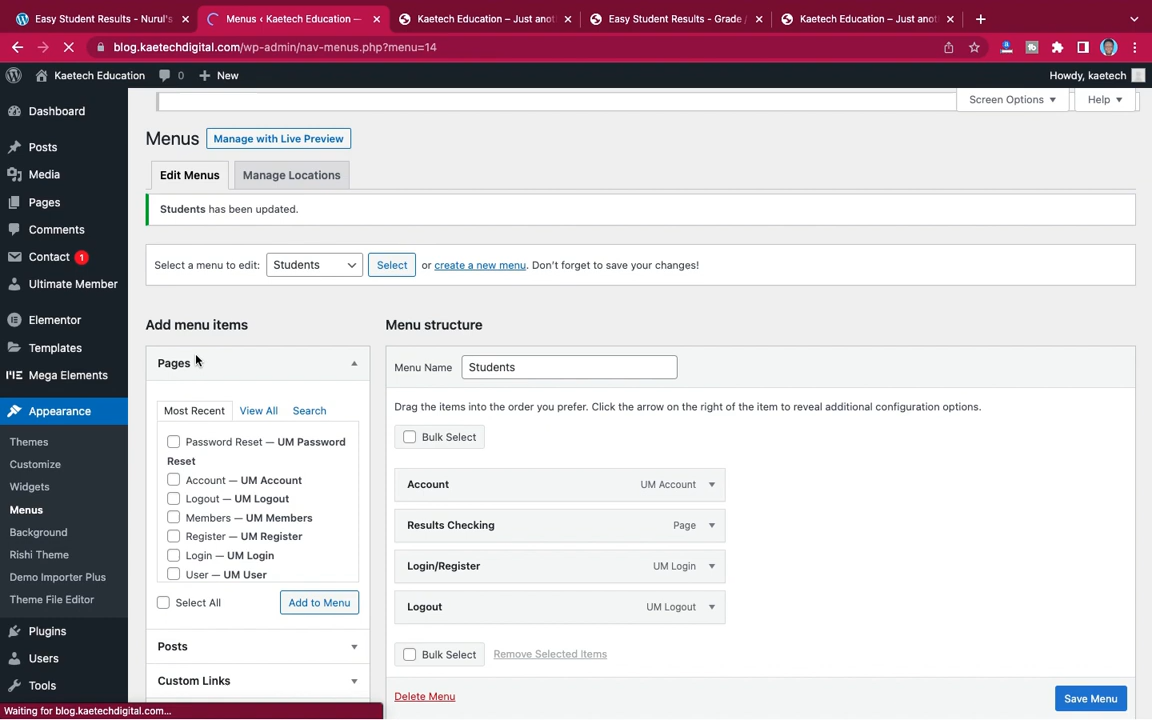 Easy Student Results - Nurul's
Menus ‹ Kaetech Education —
Kaetech Education – Just anot
Easy Student Results - Grade /
Kaetech Education – Just anot
blog.kaetechdigital.com/wp-admin/nav-menus.php?menu=14
Kaetech Education
0
New
Howdy, kaetech
Screen Options
Help
Dashboard
Posts
Media
Pages
Comments
Contact 1
Ultimate Member
Elementor
Templates
Mega Elements
Appearance
Themes
Customize
Widgets
Menus
Background
Rishi Theme
Demo Importer Plus
Theme File Editor
Plugins
Users
Tools
Menus
Manage with Live Preview
Edit Menus
Manage Locations
Students has been updated.
Select a menu to edit: Students Select or create a new menu. Don't forget to save your changes!
Add menu items
Pages
Most Recent
View All
Search
Password Reset — UM Password
Reset
Account — UM Account
Logout — UM Logout
Members — UM Members
Register — UM Register
Login — UM Login
User — UM User
Select All
Add to Menu
Posts
Custom Links
Menu structure
Menu Name Students
Drag the items into the order you prefer. Click the arrow on the right of the item to reveal additional configuration options.
Bulk Select
Account UM Account
Results Checking Page
Login/Register UM Login
Logout UM Logout
Bulk Select
Remove Selected Items
Delete Menu
Save Menu
Waiting for blog.kaetechdigital.com...